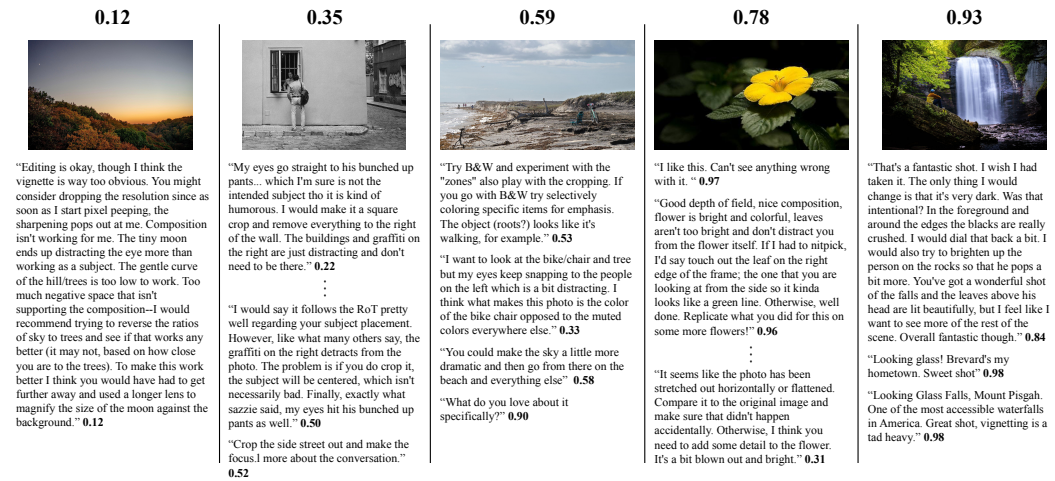 0.12
“Editing is okay, though I think the
vignette is way too obvious. You might
consider dropping the resolution since as
soon as I start pixel peeping, the
sharpening pops out at me. Composition
isn't working for me. The tiny moon
ends up distracting the eye more than
working as a subject. The gentle curve
of the hill/trees is too low to work. Too
much negative space that isn't
supporting the composition--I would
recommend trying to reverse the ratios
of sky to trees and see if that works any
better (it may not, based on how close
you are to the trees). To make this work
better I think you would have had to get
further away and used a longer lens to
magnify the size of the moon against the
background.” 0.12
0.35
“My eyes go straight to his bunched up
pants... which I'm sure is not the
intended subject tho it is kind of
humorous. I would make it a square
crop and remove everything to the right
of the wall. The buildings and graffiti on
the right are just distracting and don't
need to be there.” 0.22
“I would say it follows the RoT pretty
well regarding your subject placement.
However, like what many others say, the
graffiti on the right detracts from the
photo. The problem is if you do crop it,
the subject will be centered, which isn't
necessarily bad. Finally, exactly what
sazzie said, my eyes hit his bunched up
pants as well.” 0.50
“Crop the side street out and make the
focus.l more about the conversation.”
0.52
0.59
“Try B&W and experiment with the
"zones" also play with the cropping. If
you go with B&W try selectively
coloring specific items for emphasis.
The object (roots?) looks like it's
walking, for example.” 0.53
“I want to look at the bike/chair and tree
but my eyes keep snapping to the people
on the left which is a bit distracting. I
think what makes this photo is the color
of the bike chair opposed to the muted
colors everywhere else.” 0.33
“You could make the sky a little more
dramatic and then go from there on the
beach and everything else” 0.58
“What do you love about it
specifically?” 0.90
0.78
“I like this. Can't see anything wrong
with it. “ 0.97
“Good depth of field, nice composition,
flower is bright and colorful, leaves
aren't too bright and don't distract you
from the flower itself. If I had to nitpick,
I'd say touch out the leaf on the right
edge of the frame; the one that you are
looking at from the side so it kinda
looks like a green line. Otherwise, well
done. Replicate what you did for this on
some more flowers!” 0.96
“It seems like the photo has been
stretched out horizontally or flattened.
Compare it to the original image and
make sure that didn't happen
accidentally. Otherwise, I think you
need to add some detail to the flower.
It's a bit blown out and bright.” 0.31
0.93
“That's a fantastic shot. I wish I had
taken it. The only thing I would
change is that it's very dark. Was that
intentional? In the foreground and
around the edges the blacks are really
crushed. I would dial that back a bit. I
would also try to brighten up the
person on the rocks so that he pops a
bit more. You've got a wonderful shot
of the falls and the leaves above his
head are lit beautifully, but I feel like I
want to see more of the rest of the
scene. Overall fantastic though.” 0.84
“Looking glass! Brevard's my
hometown. Sweet shot” 0.98
“Looking Glass Falls, Mount Pisgah.
One of the most accessible waterfalls
in America. Great shot, vignetting is a
tad heavy.” 0.98